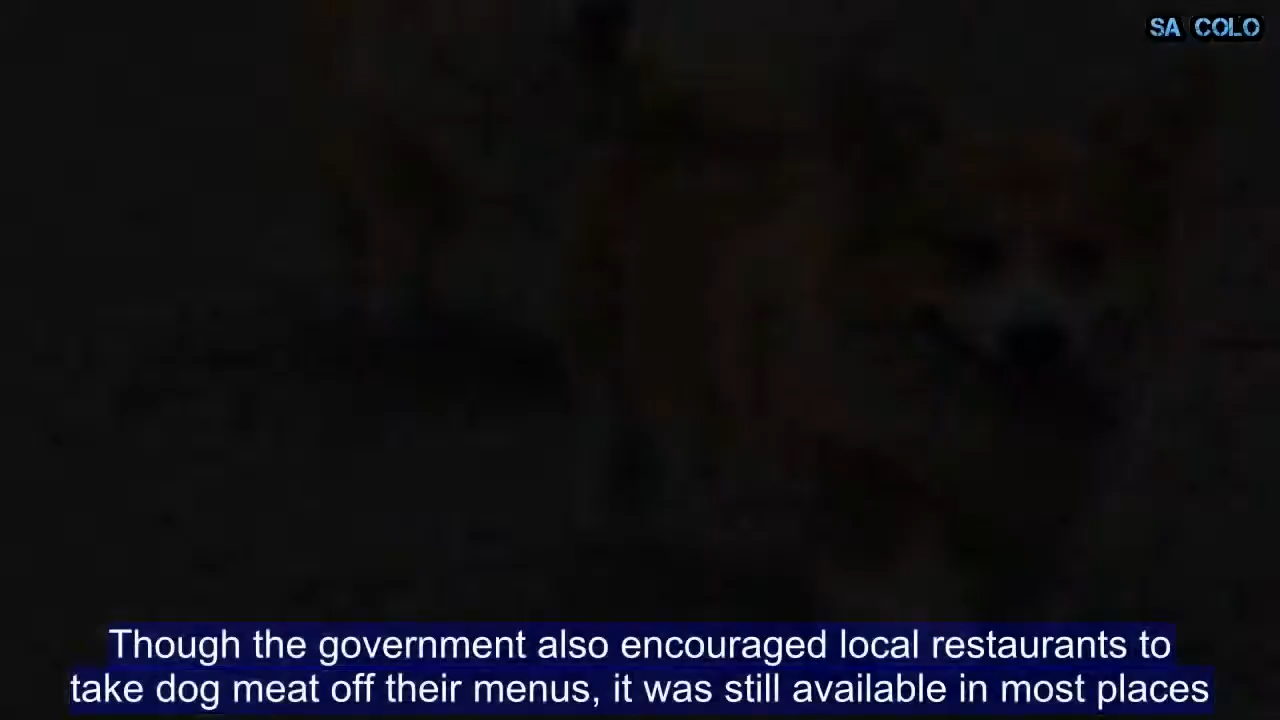 SA COLO
Though the government also encouraged local restaurants to
take dog meat off their menus, it was still available in most places